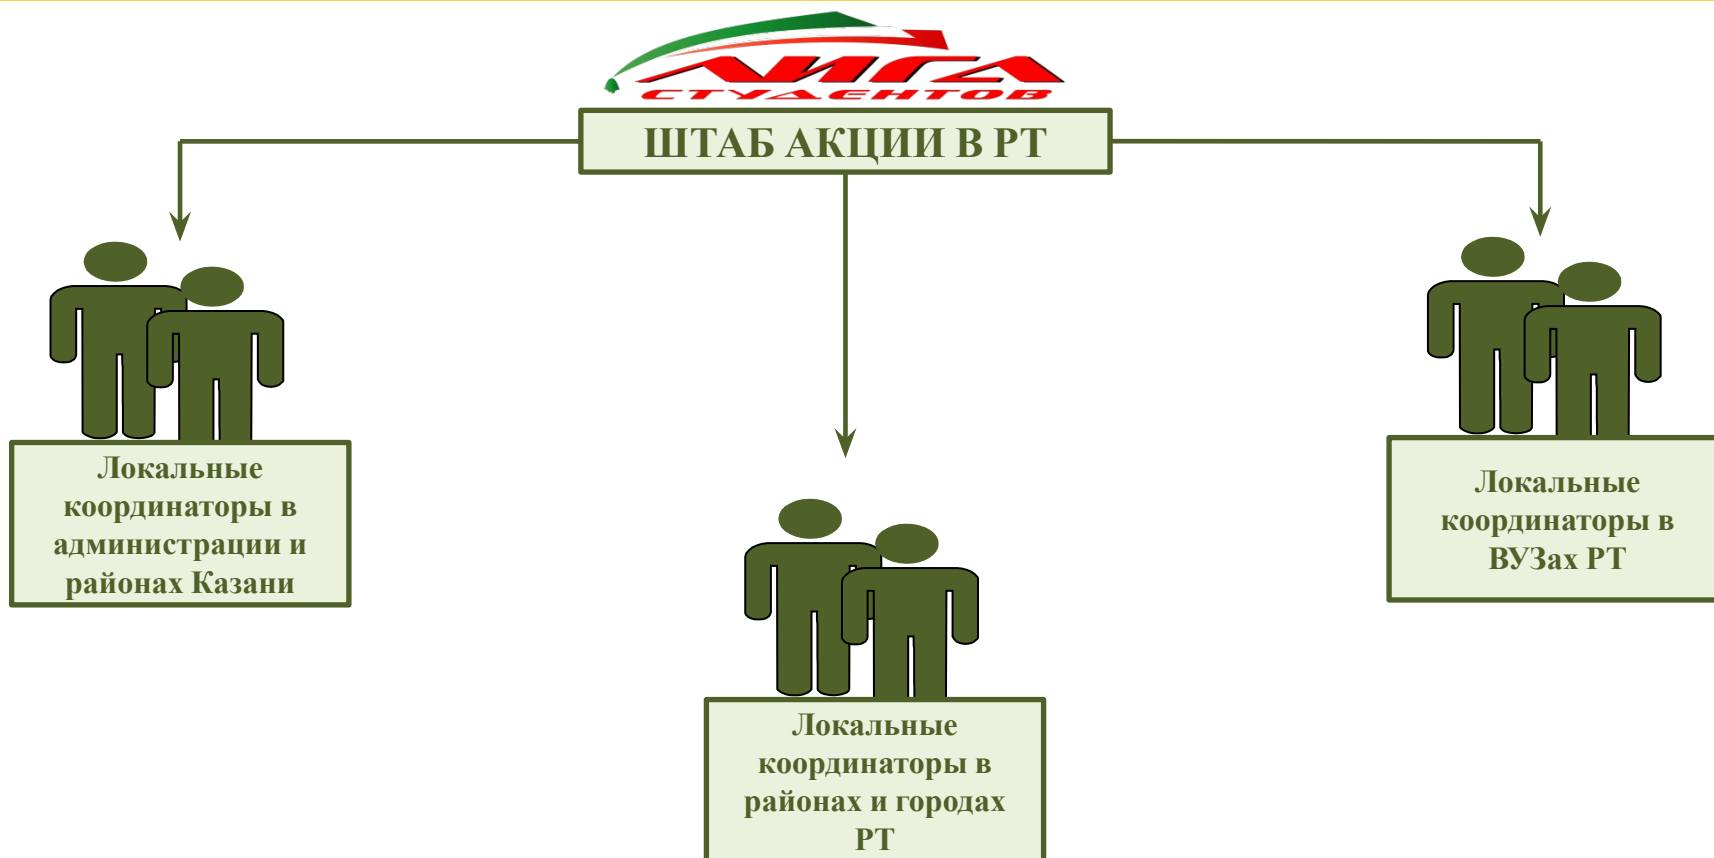 ЛИГА
СТУДЕНТОВ
ШТАБ АКЦИИ В РТ
Локальные
координаторы в
администрации и
районах Казани
Локальные
координаторы в
районах и городах
РТ
Локальные
координаторы в
ВУЗах РТ